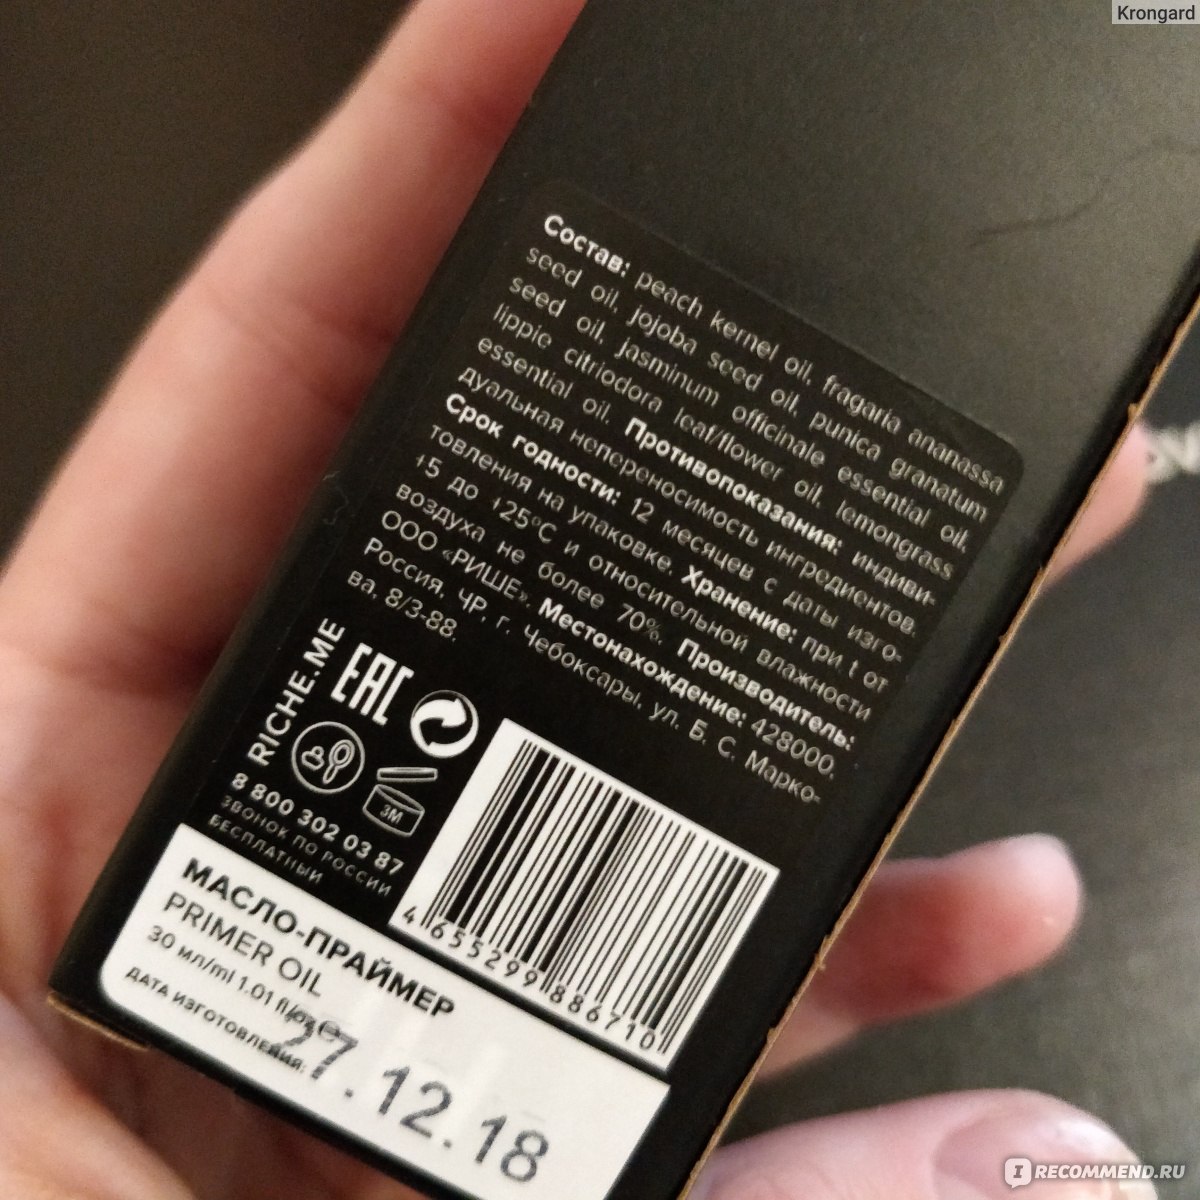 Krongard
Состав: peach kernel oil, fragaria ananassa
seed oil, jojoba seed oil, punica granatum
seed oil, jasminum officinale essential oil,
lippie citriodora leaf/flower oil, lemongrass
essential oil. Противопоказания: индиви-
дуальная непереносимость ингредиентов.
Срок годности: 12 месяцев с даты изго-
товления на упаковке. Хранение: при t от
+5 до +25°C и относительной влажности
воздуха не более 70%. Производитель:
ООО «РИШЕ». Местонахождение: 428000,
Россия, ЧР, г. Чебоксары, ул. Б. С. Марко-
ва, 8/3-88.
RICHE.ME
EAC
3M
8 800 302 03 87
ЗВОНОК ПО РОССИИ
БЕСПЛАТНЫЙ
4 655299 886710
МАСЛО-ПРАЙМЕР
PRIMER OIL
30 мл/ml 1.01 fl/oz ℮
ДАТА ИЗГОТОВЛЕНИЯ:
27.12.18
IRECOMMEND.RU